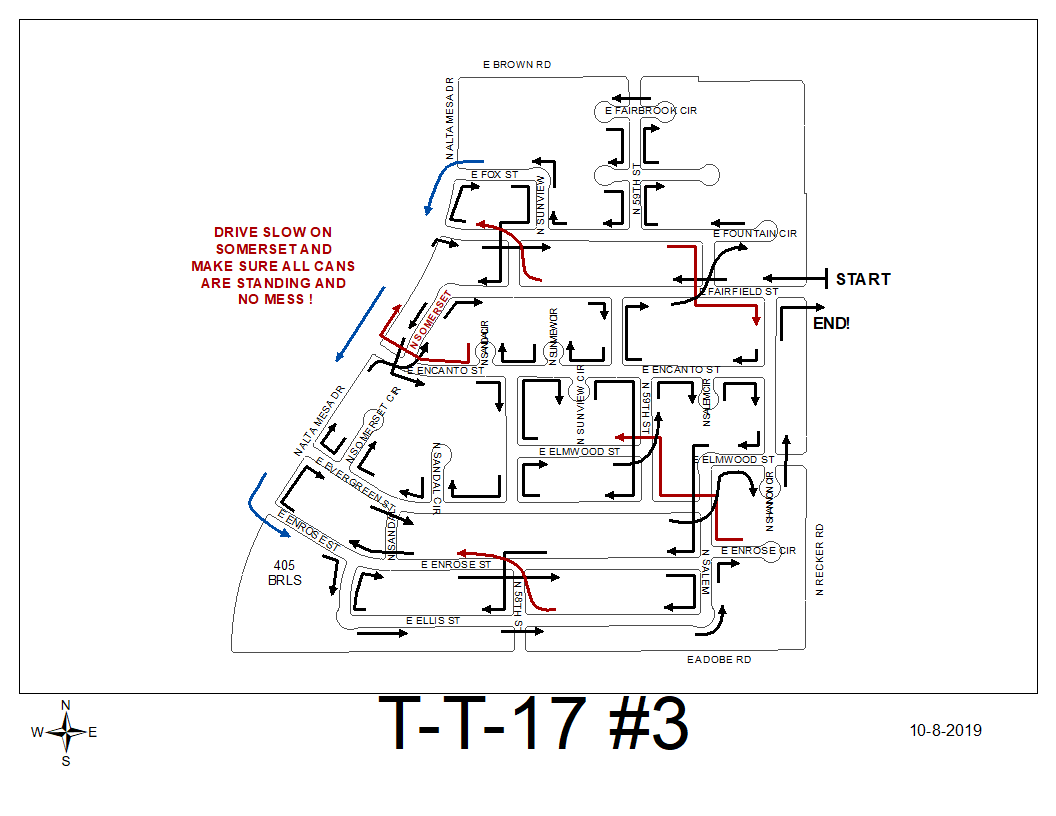 E BROWN RD
N ALTA MESA DR
E FAIRBROOK CIR
E FOX ST
N SUNVIEW
N 59TH ST
E FOUNTAIN CIR
DRIVE SLOW ON
SOMERSET AND
MAKE SURE ALL CANS
ARE STANDING AND
NO MESS !
START
E FAIRFIELD ST
END!
N SOMERSET
N SANDAL CIR
N SUNVIEW CIR
E ENCANTO ST
E ENCANTO ST
N ALTA MESA DR
N SOMERSET CIR
N SUNVIEW CIR
N 59TH ST
N SALEM CIR
E ELMWOOD ST
E ELMWOOD ST
N SANDAL CIR
E EVERGREEN ST
N SHANNON CIR
E ENROSE ST
N SANDAL
E ENROSE ST
E ENROSE CIR
N RECKER RD
405
BRLS
N SALEM
N 58TH S
E ELLIS ST
E ADOBE RD
T-T-17 #3
10-8-2019
N
W
E
S